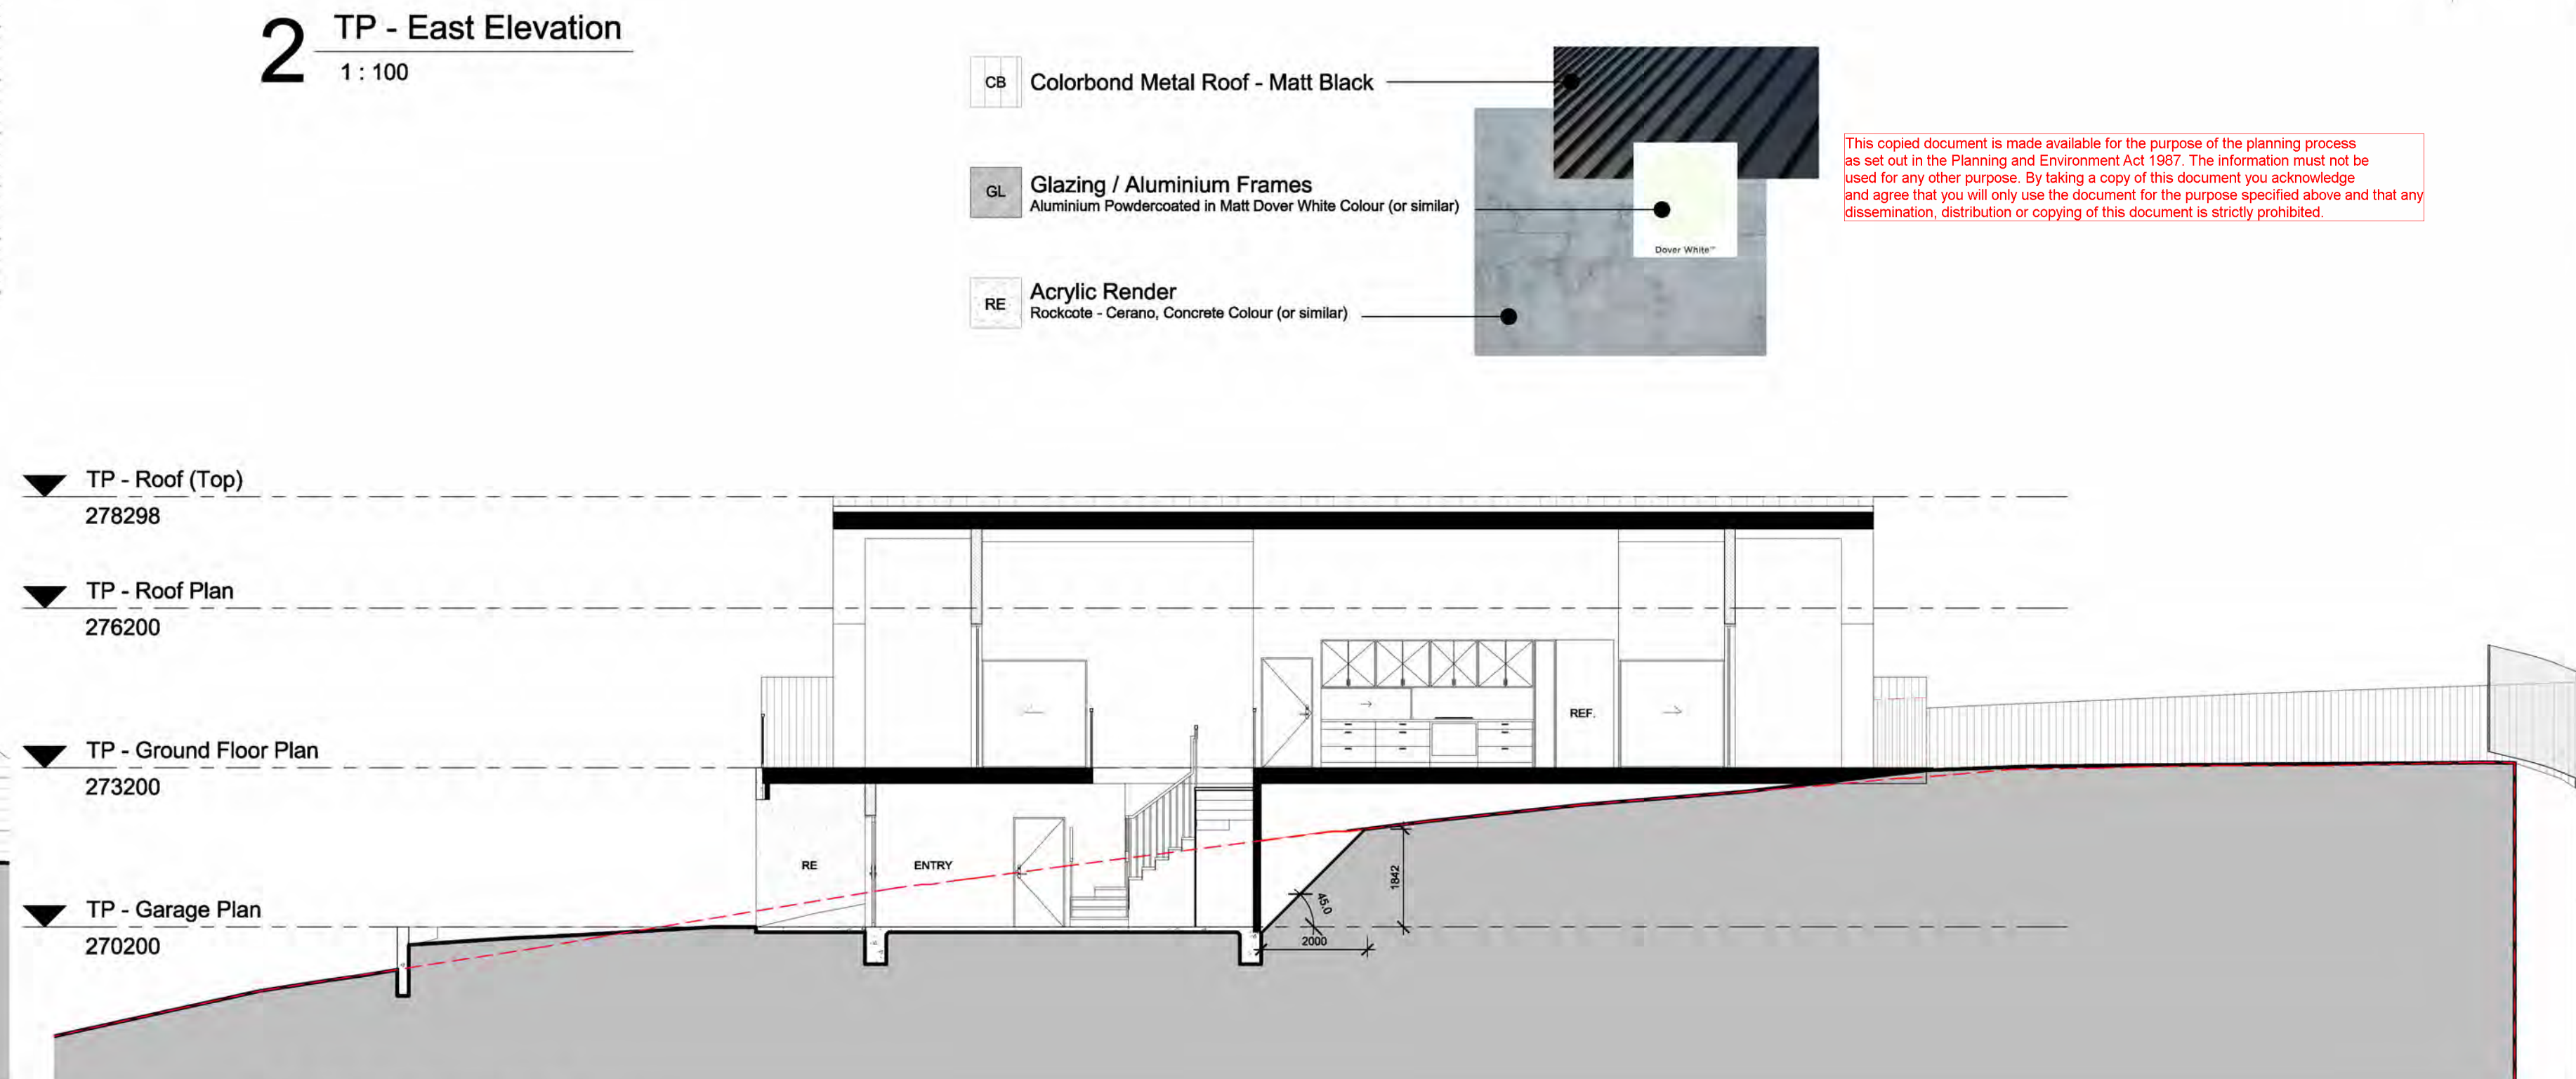 2
TP - East Elevation
1 : 100
CB
Colorbond Metal Roof - Matt Black
GL
Glazing / Aluminium Frames
Aluminium Powdercoated in Matt Dover White Colour (or similar)
RE
Acrylic Render
Rockcote - Cerano, Concrete Colour (or similar)
Dover White™
This copied document is made available for the purpose of the planning process
as set out in the Planning and Environment Act 1987. The information must not be
used for any other purpose. By taking a copy of this document you acknowledge
and agree that you will only use the document for the purpose specified above and that any
dissemination, distribution or copying of this document is strictly prohibited.
TP - Roof (Top)
278298
TP - Roof Plan
276200
TP - Ground Floor Plan
273200
TP - Garage Plan
270200
REF.
RE
ENTRY
1842
45.0
2000